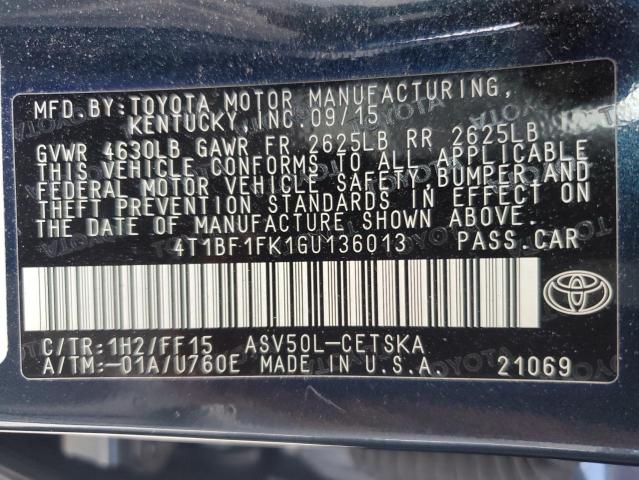 MFD.BY:TOYOTA MOTOR MANUFACTURING,
KENTUCKY,INC.09/15
GVWR 4630LB GAWR FR 2625LB RR 2625LB
THIS VEHICLE CONFORMS TO ALL APPLICABLE
FEDERAL MOTOR VEHICLE SAFETY,BUMPER,AND
THEFT PREVENTION STANDARDS IN EFFECT ON
THE DATE OF MANUFACTURE SHOWN ABOVE.
4T1BF1FK1GU136013 PASS.CAR
C/TR:1H2/FF15 ASV50L-CETSKA
A/TM:-01A/U760E MADE IN U.S.A. 21069